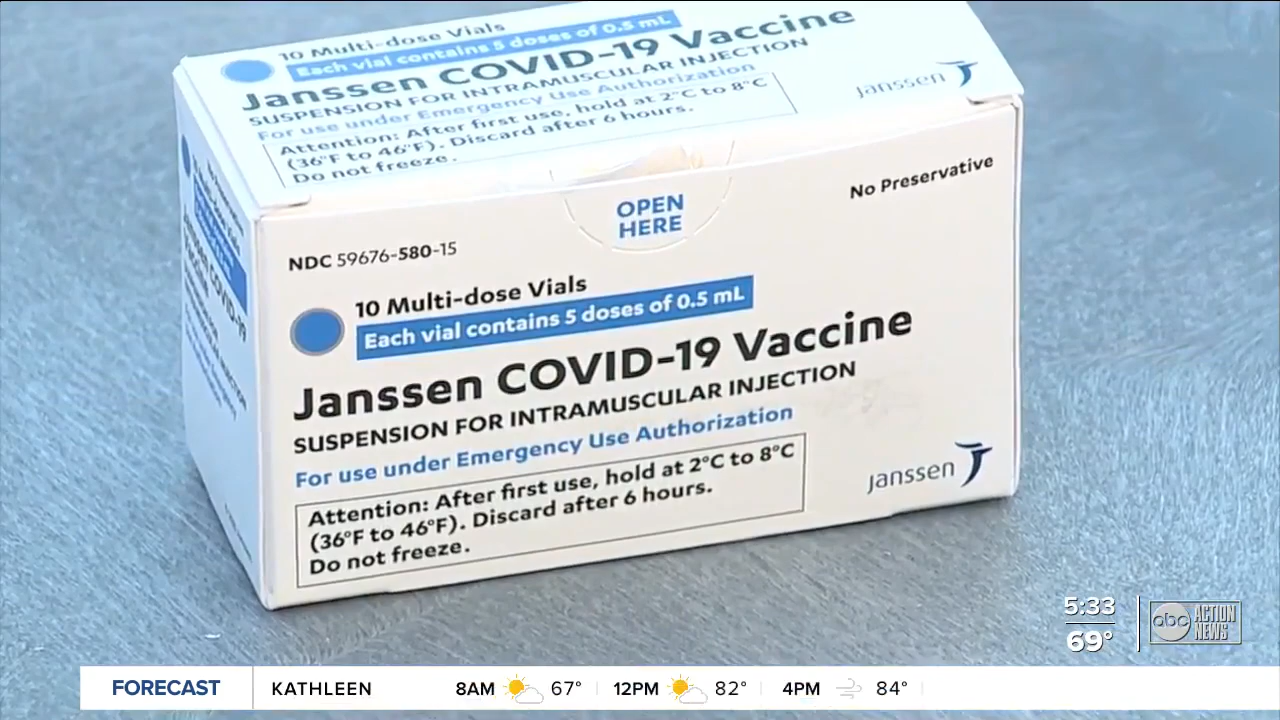 10 Multi-dose Vials
Each vial contains 5 doses of 0.5 mL
Janssen COVID-19 Vaccine
SUSPENSION FOR INTRAMUSCULAR INJECTION
For use under Emergency Use Authorization
Attention: After first use, hold at 2°C to 8°C
(36°F to 46°F). Discard after 6 hours.
Do not freeze.
Janssen
OPEN
HERE
No Preservative
NDC 59676-580-15
10 Multi-dose Vials
Each vial contains 5 doses of 0.5 mL
Janssen COVID-19 Vaccine
SUSPENSION FOR INTRAMUSCULAR INJECTION
For use under Emergency Use Authorization
Attention: After first use, hold at 2°C to 8°C
(36°F to 46°F). Discard after 6 hours.
Do not freeze.
Janssen
5:33
69°
abc ACTION
NEWS
FORECAST KATHLEEN 8AM 67° 12PM 82° 4PM 84°